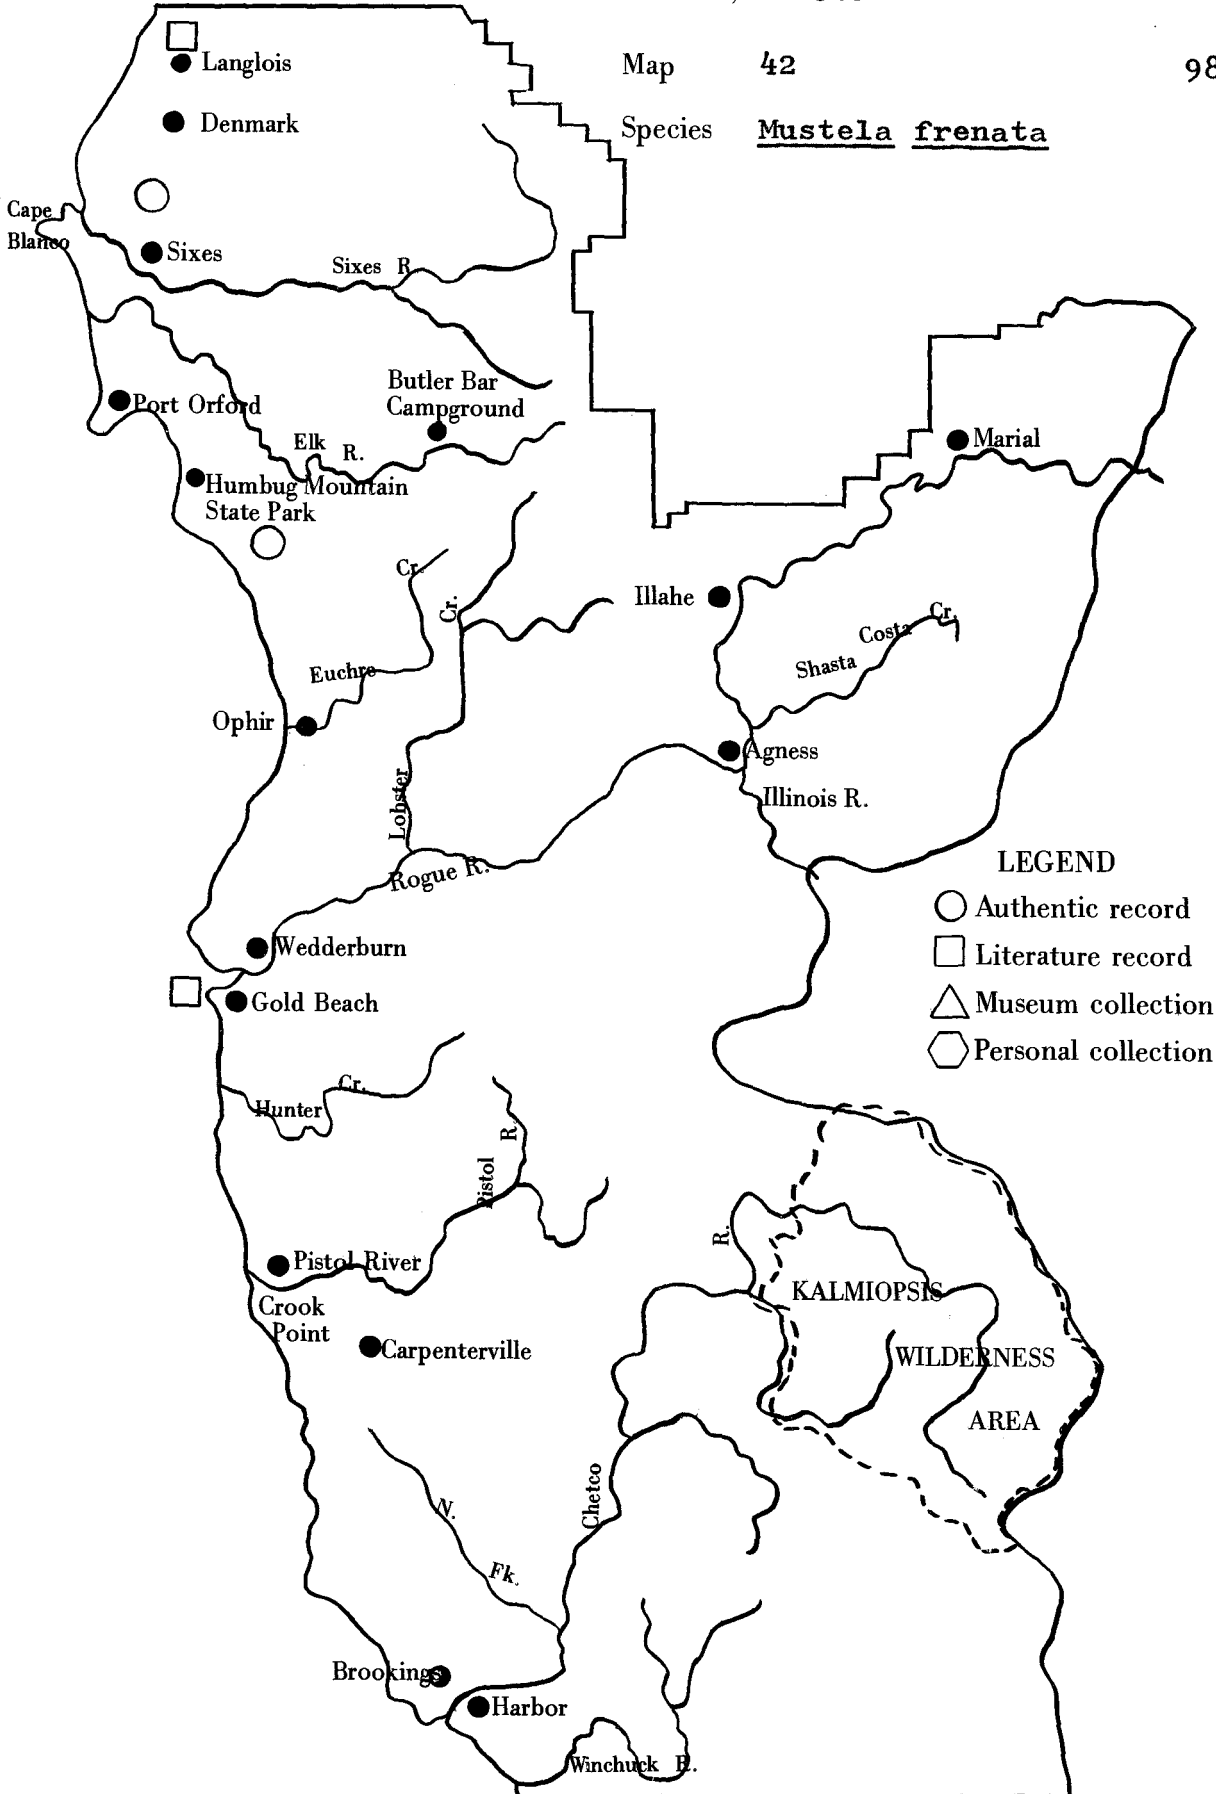 Map 42 98
Species Mustela frenata
Langlois
Denmark
Cape
Blanco
Sixes
Sixes R.
Port Orford
Butler Bar
Campground
Elk R.
Humbug Mountain
State Park
Marial
Cr.
Euchre
Cr.
Lobster
Illahe
Shasta Costa Cr.
Ophir
Agness
Illinois R.
Rogue R.
Wedderburn
Gold Beach
LEGEND
Authentic record
Literature record
Museum collection
Personal collection
Hunter Cr.
Pistol R.
Pistol River
Crook
Point
Carpenterville
R.
KALMIOPSIS
WILDERNESS
AREA
Chetco
N. Fk.
Brookings
Harbor
Winchuck R.